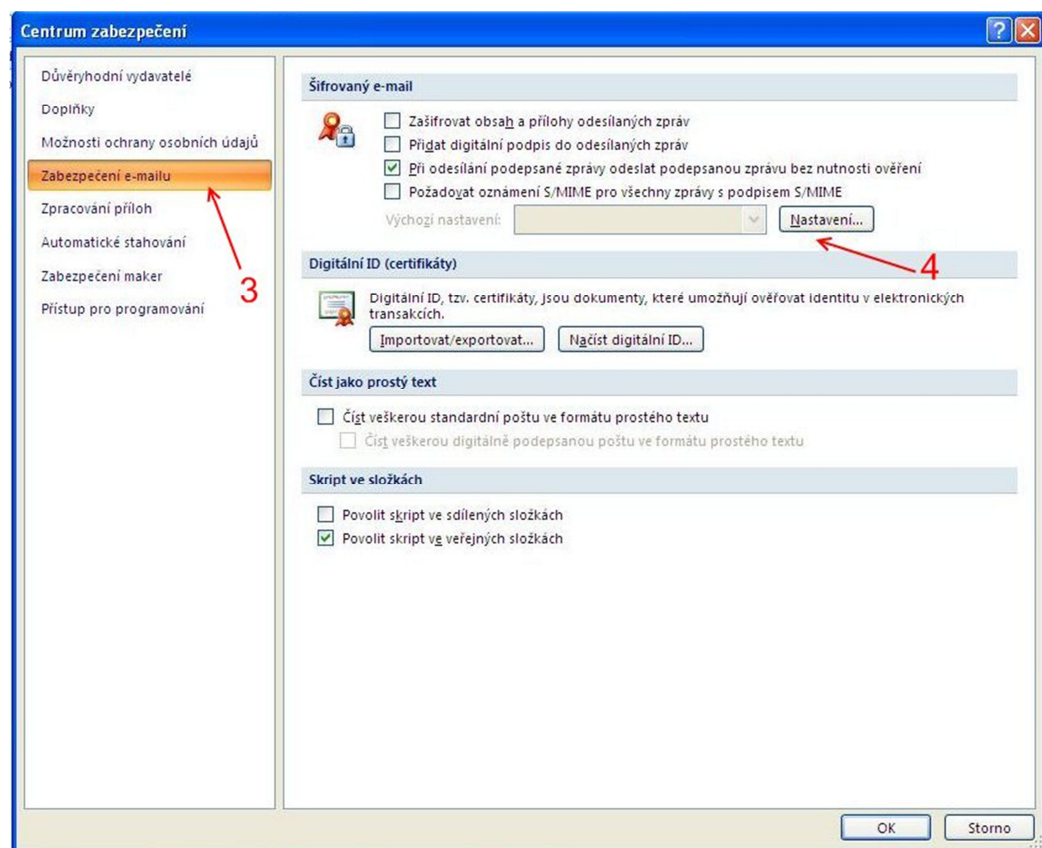 Centrum zabezpečení
Důvěryhodní vydavatelé
Doplňky
Možnosti ochrany osobních údajů
Zabezpečení e-mailu
Zpracování příloh
Automatické stahování
Zabezpečení maker
Přístup pro programování
3
Šifrovaný e-mail
Zašifrovat obsah a přílohy odesílaných zpráv
Přidat digitální podpis do odesílaných zpráv
Při odesílání podepsané zprávy odeslat podepsanou zprávu bez nutnosti ověření
Požadovat oznámení S/MIME pro všechny zprávy s podpisem S/MIME
Výchozí nastavení:
Nastavení...
4
Digitální ID (certifikáty)
Digitální ID, tzv. certifikáty, jsou dokumenty, které umožňují ověřovat identitu v elektronických
transakcích.
Importovat/exportovat...
Načíst digitální ID...
Číst jako prostý text
Číst veškerou standardní poštu ve formátu prostého textu
Číst veškerou digitálně podepsanou poštu ve formátu prostého textu
Skript ve složkách
Povolit skript ve sdílených složkách
Povolit skript ve veřejných složkách
OK
Storno